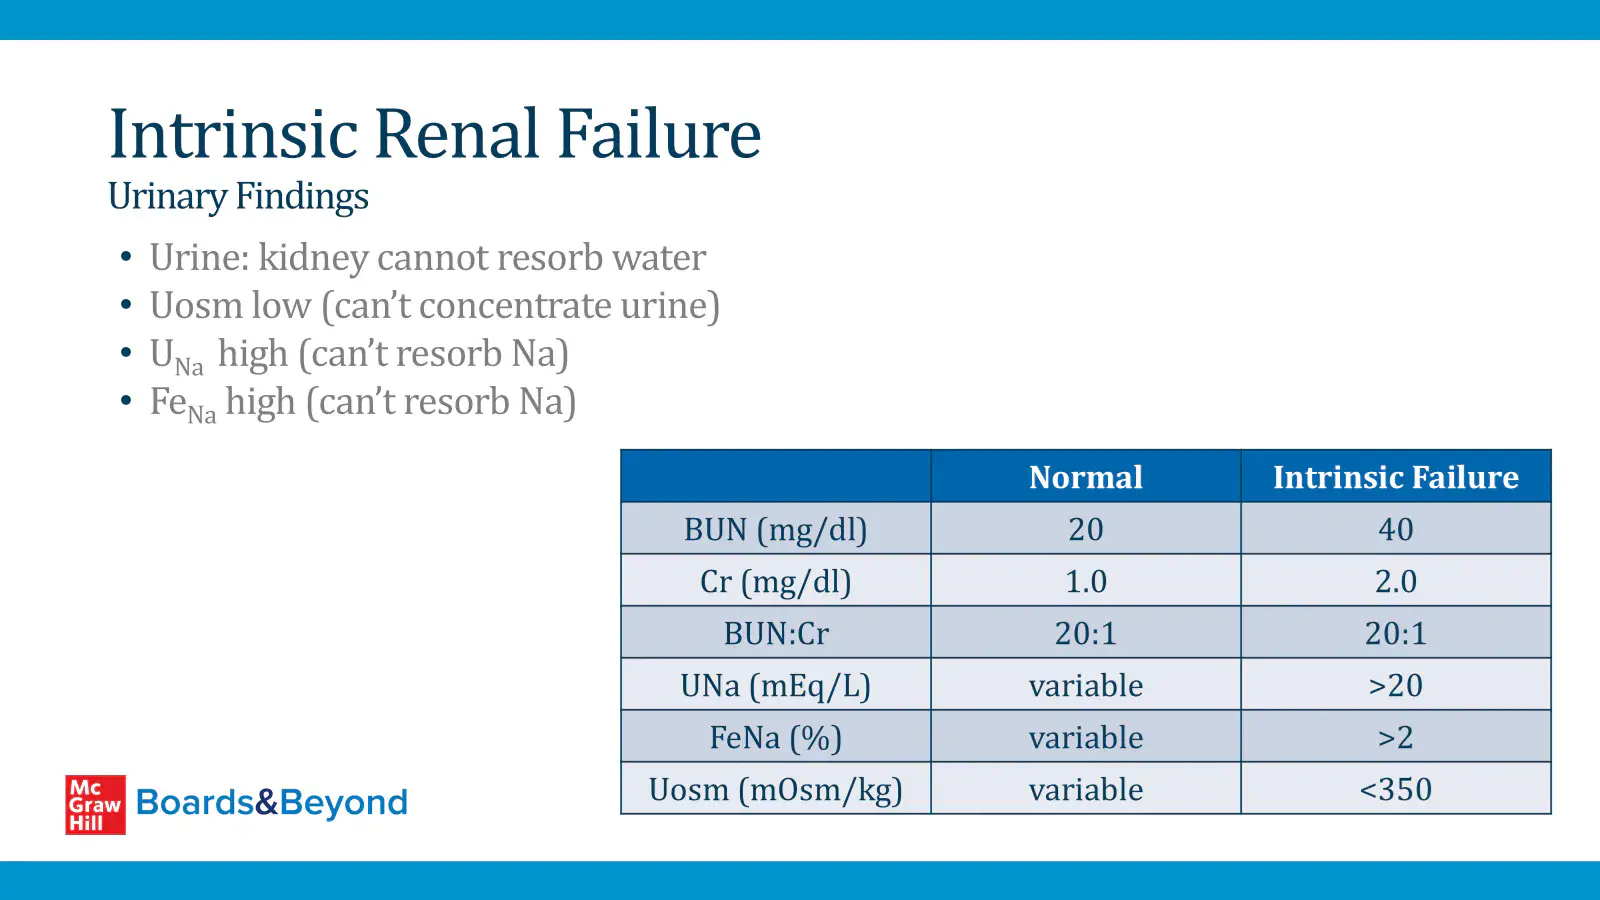 Intrinsic Renal Failure
Urinary Findings
• Urine: kidney cannot resorb water
• Uosm low (can’t concentrate urine)
• UNa high (can’t resorb Na)
• FeNa high (can’t resorb Na)
Normal Intrinsic Failure
BUN (mg/dl) 20 40
Cr (mg/dl) 1.0 2.0
BUN:Cr 20:1 20:1
UNa (mEq/L) variable >20
FeNa (%) variable >2
Uosm (mOsm/kg) variable <350
Mc
Graw
Hill
Boards&Beyond